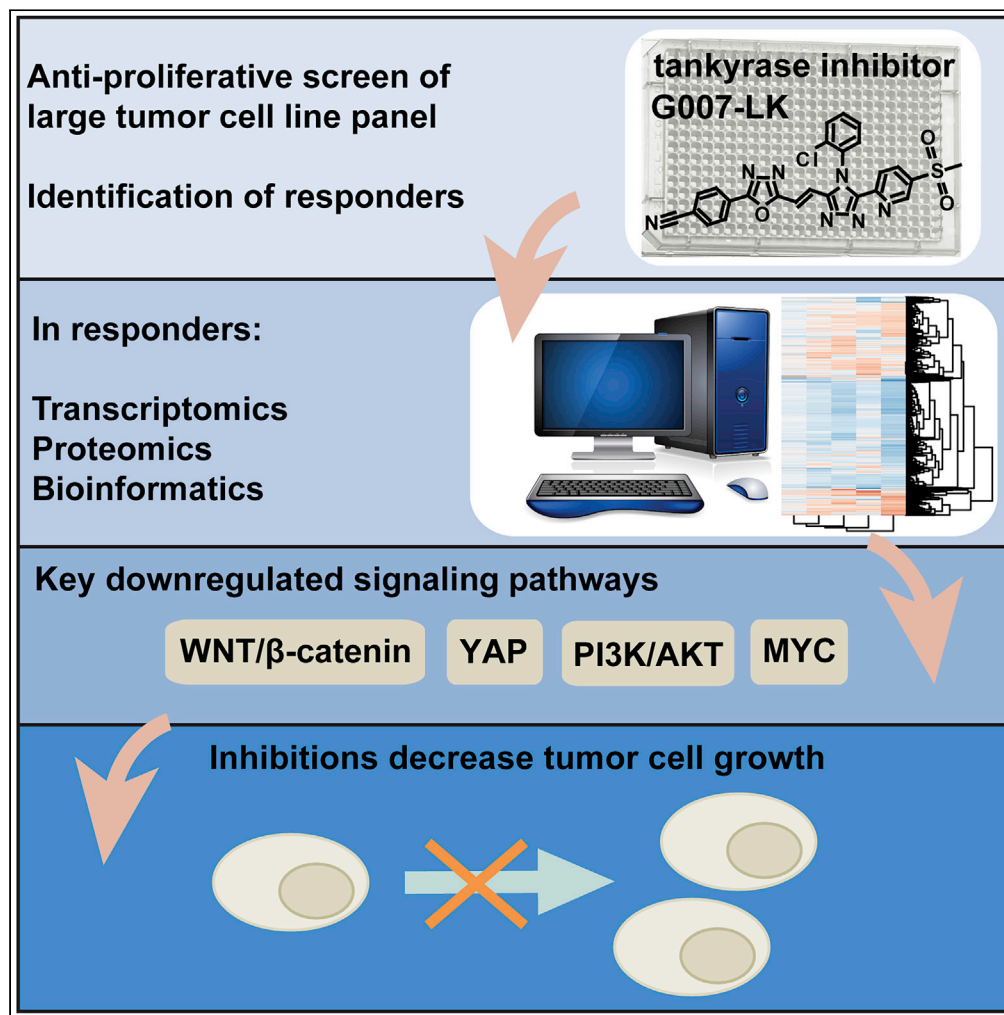 Anti-proliferative screen of
large tumor cell line panel
Identification of responders
tankyrase inhibitor
G007-LK
Cl
N
N
N
O
N
N
N
N
S
O
O
N
In responders:
Transcriptomics
Proteomics
Bioinformatics
Key downregulated signaling pathways
WNT/β-catenin
YAP
PI3K/AKT
MYC
Inhibitions decrease tumor cell growth